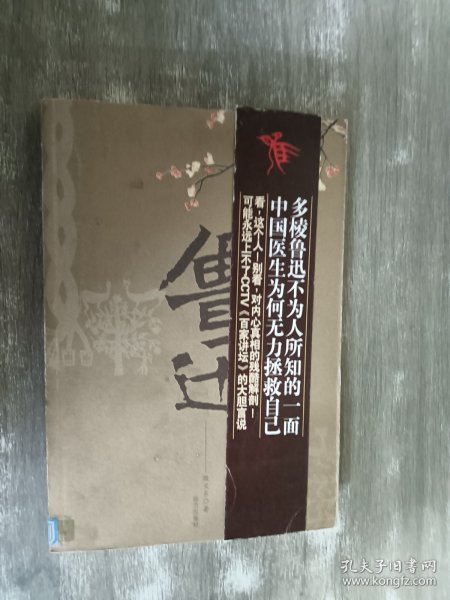 多棱鲁迅不为人所知的一面
中国医生为何无力拯救自己
看，这个人！别看，对内心真相的残酷解剖！
可能永远上不了CCTV《百家讲坛》的大胆言说
鲁迅
著
孔夫子旧书网
www.kongfz.com